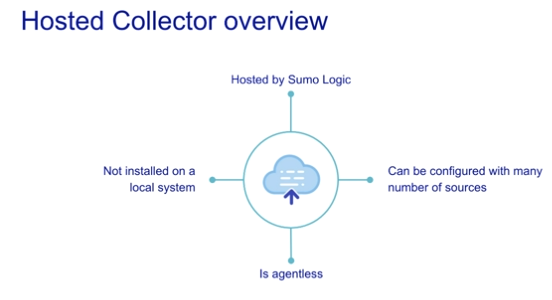 Hosted Collector overview
Hosted by Sumo Logic
Not installed on a
local system
Can be configured with many
number of sources
Is agentless